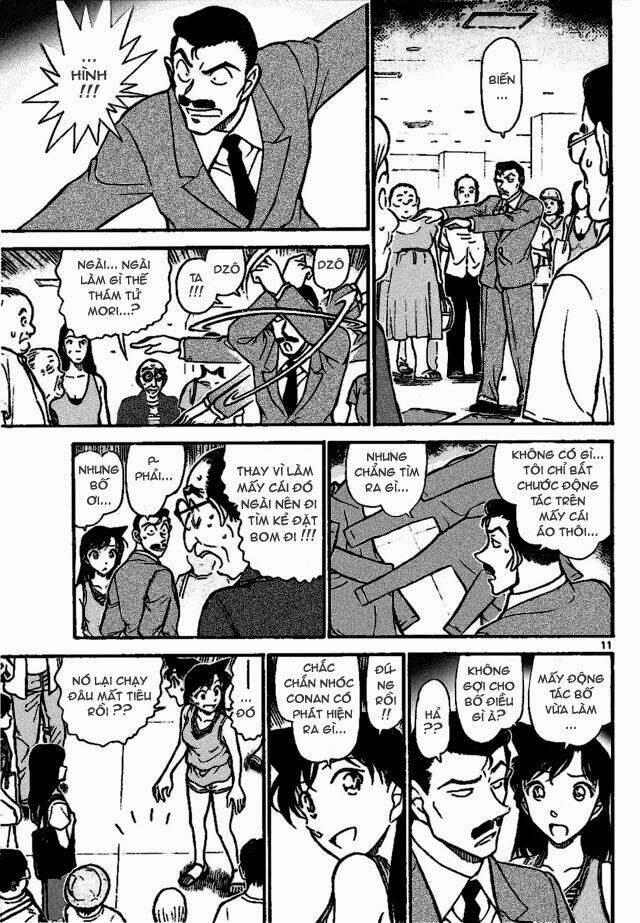 BIẾN
...
...
HÌNH
!!!
DZÔ
DZÔ
TA
!!!
NGÀI... NGÀI
LÀM GÌ THẾ
THÁM TỬ
MORI...?
KHÔNG CÓ GÌ...
TÔI CHỈ BẮT
CHƯỚC ĐỘNG
TÁC TRÊN
MẤY CÁI
ÁO THÔI...
NHƯNG
CHẲNG TÌM
RA GÌ...
THAY VÌ LÀM
MẤY CÁI ĐÓ
NGÀI NÊN ĐI
TÌM KẺ ĐẶT
BOM ĐI !!!
P-
PHẢI...
NHƯNG
BỐ
ƠI...
11
MẤY ĐỘNG
TÁC BỐ
VỪA LÀM
...
KHÔNG
GỢI CHO
BỐ ĐIỀU
GÌ À?
HẢ
??
ĐÚNG
RỒI
!!
CHẮC
CHẮN NHÓC
CONAN CÓ
PHÁT HIỆN
RA GÌ...
... ĐÓ
NÓ LẠI CHẠY
ĐÂU MẤT TIÊU
RỒI ??